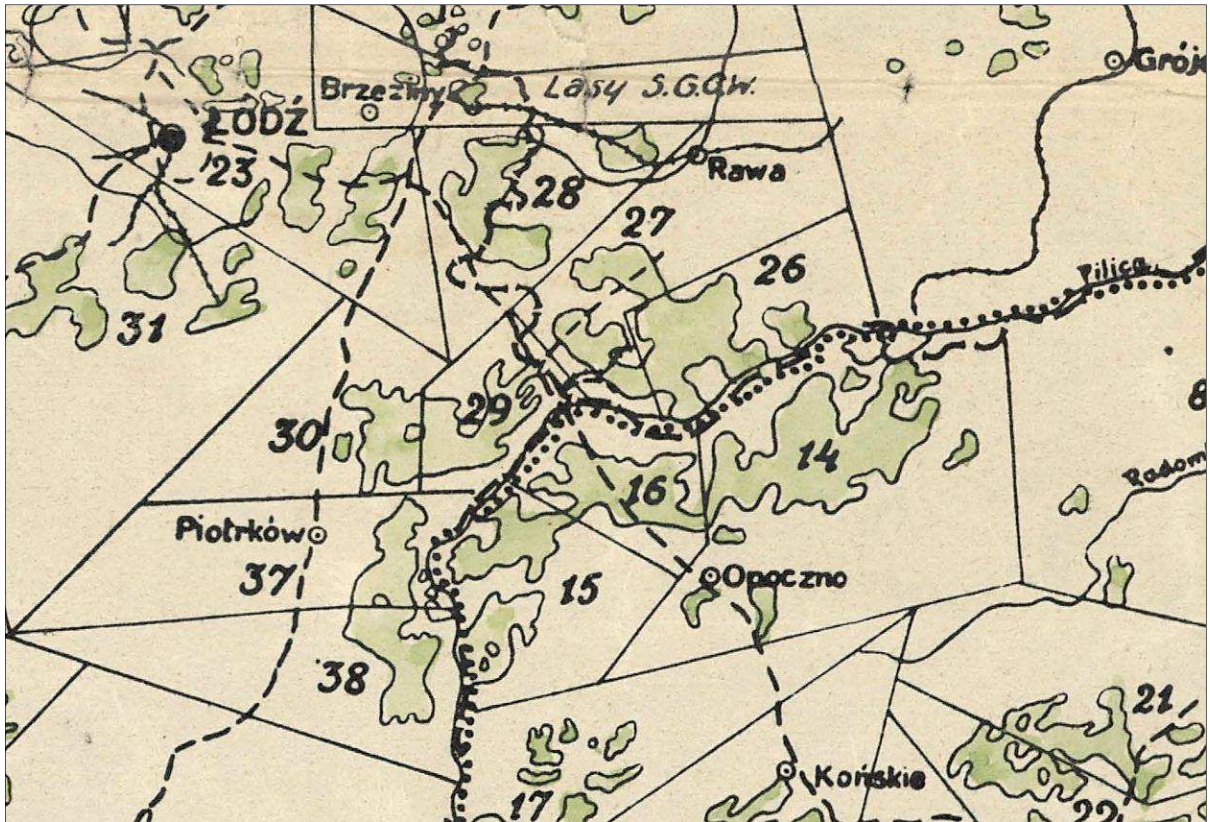 Grój
Brzeziny
Lasy S.G.G.W.
ŁÓDŹ
23
28
Rawa
27
26
Pilica
31
29
30
8
14
16
Radom
Piotrków
37
15
Opoczno
38
21
17
Końskie
22